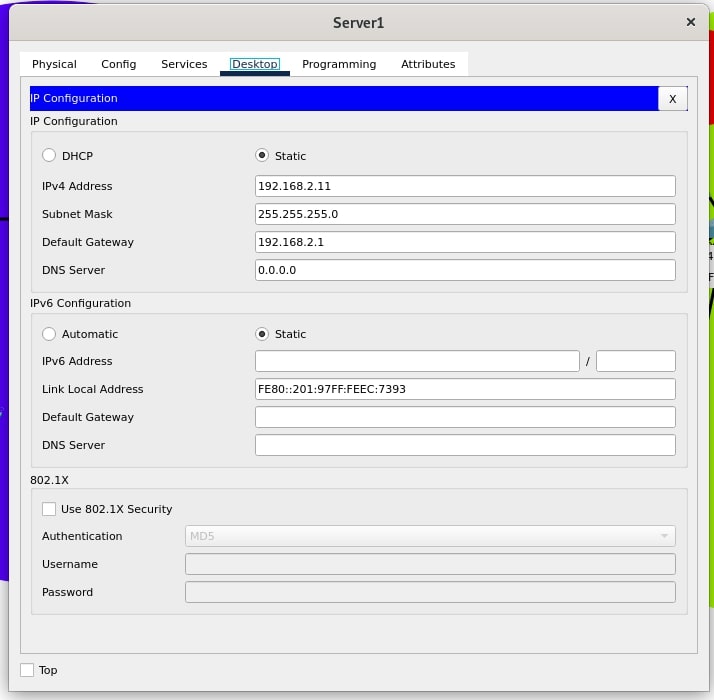 Server1
Physical Config Services Desktop Programming Attributes
IP Configuration X
IP Configuration
DHCP Static
IPv4 Address 192.168.2.11
Subnet Mask 255.255.255.0
Default Gateway 192.168.2.1
DNS Server 0.0.0.0
IPv6 Configuration
Automatic Static
IPv6 Address /
Link Local Address FE80::201:97FF:FEEC:7393
Default Gateway
DNS Server
802.1X
Use 802.1X Security
Authentication MD5
Username
Password
Top